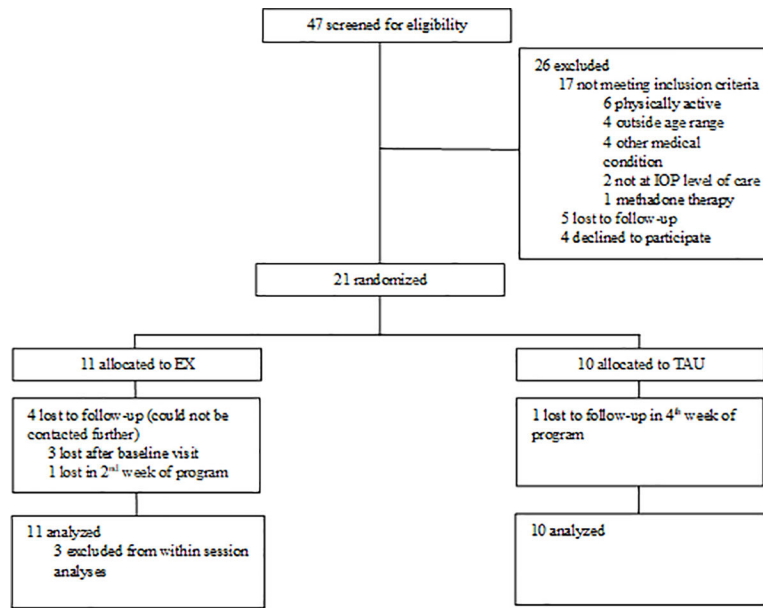 47 screened for eligibility
26 excluded
17 not meeting inclusion criteria
6 physically active
4 outside age range
4 other medical
condition
2 not at IOP level of care
1 methadone therapy
5 lost to follow-up
4 declined to participate
21 randomized
11 allocated to EX
10 allocated to TAU
4 lost to follow-up (could not be
contacted further)
3 lost after baseline visit
1 lost in 2nd week of program
1 lost to follow-up in 4th week of
program
11 analyzed
3 excluded from within session
analyses
10 analyzed